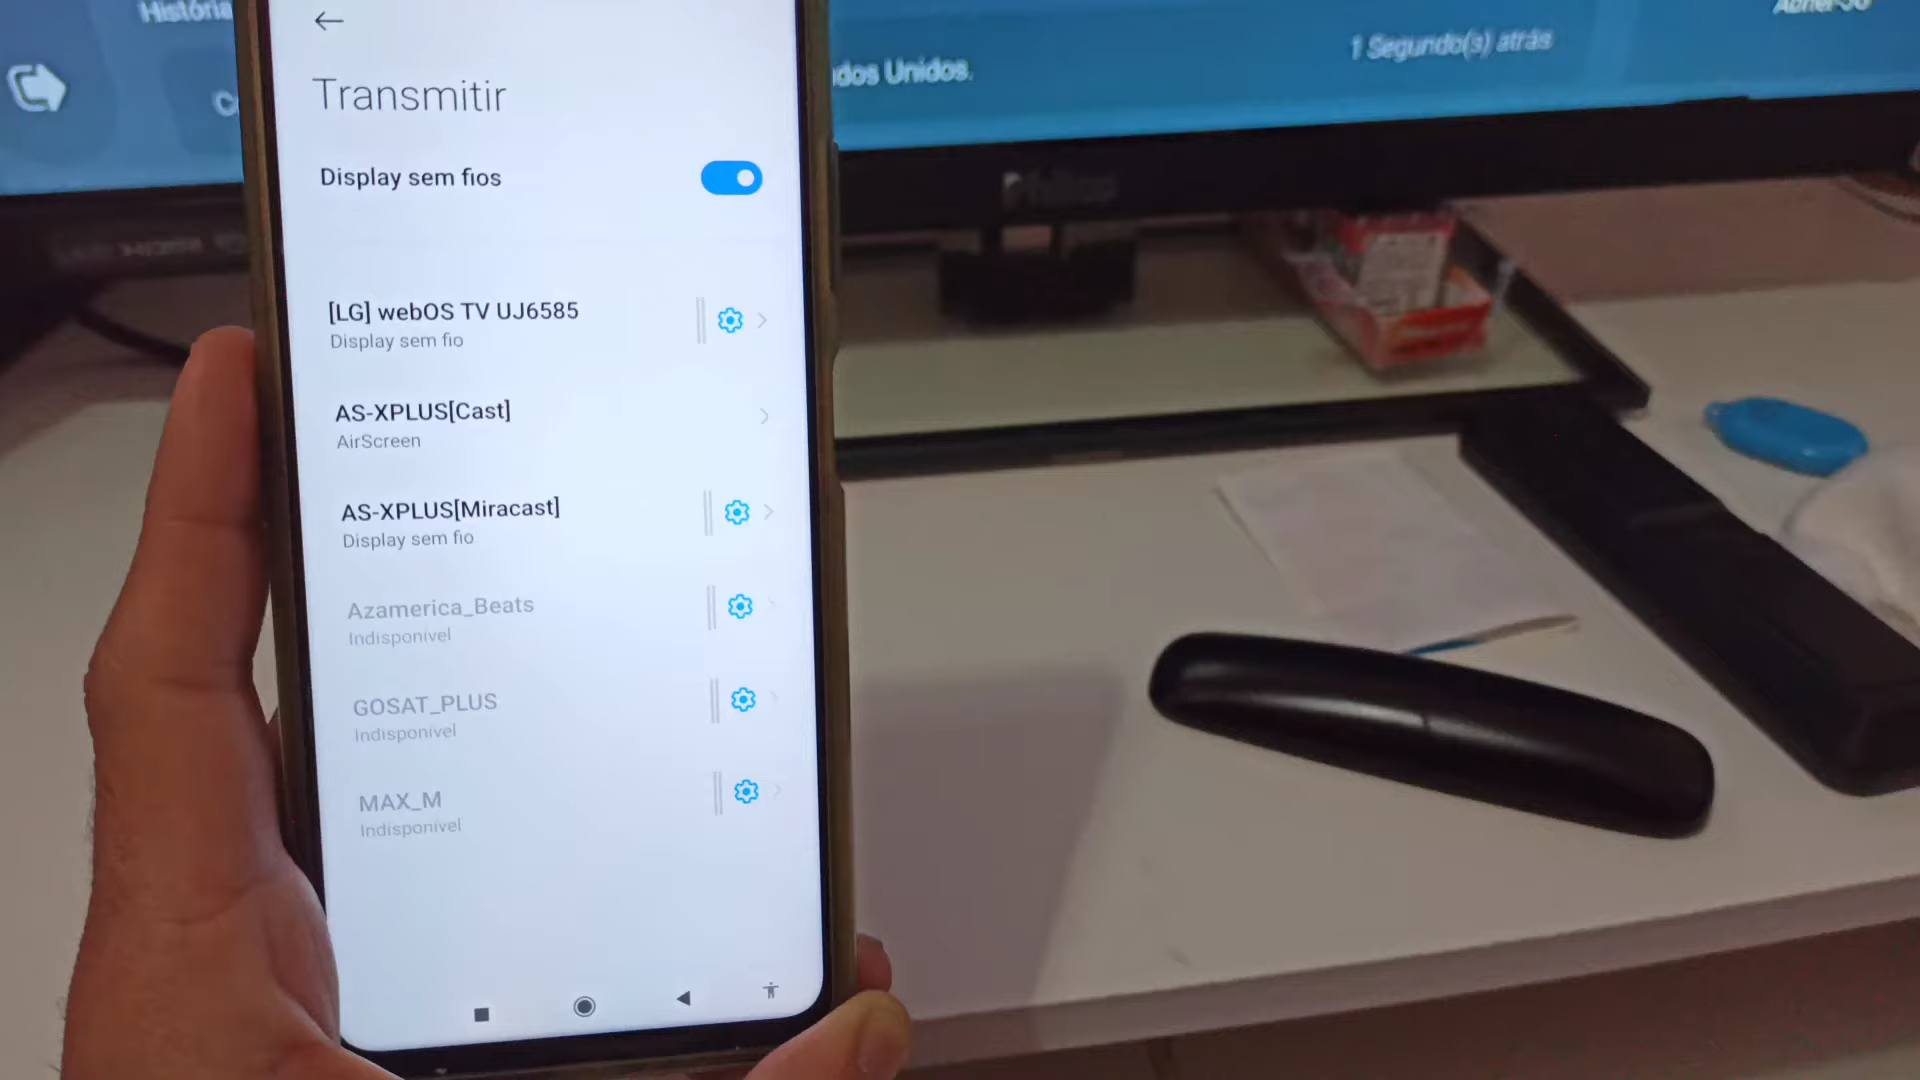 História
dos Unidos.
1 Segundo(s) atrás
Philco
Transmitir
Display sem fios
[LG] webOS TV UJ6585
Display sem fio
AS-XPLUS[Cast]
AirScreen
AS-XPLUS[Miracast]
Display sem fio
Azamerica_Beats
Indisponível
GOSAT_PLUS
Indisponível
MAX_M
Indisponível